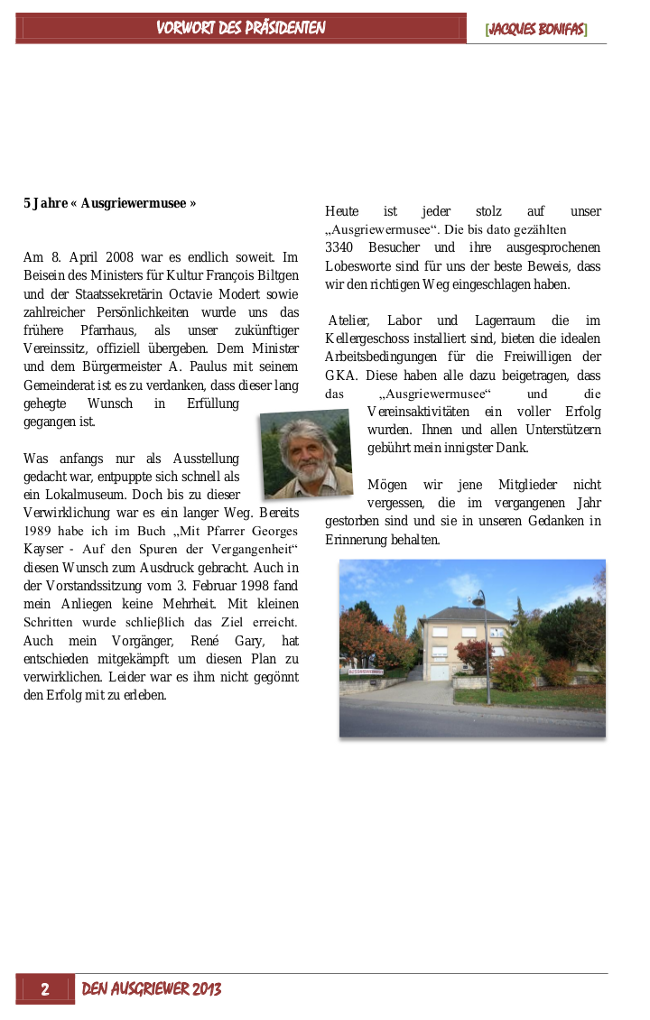 VORWORT DES PRÄSIDENTEN
[JACQUES BONIFAS]
5 Jahre « Ausgriewermusee »
Am 8. April 2008 war es endlich soweit. Im
Beisein des Ministers für Kultur François Biltgen
und der Staatssekretärin Octavie Modert sowie
zahlreicher Persönlichkeiten wurde uns das
frühere Pfarrhaus, als unser zukünftiger
Vereinssitz, offiziell übergeben. Dem Minister
und dem Bürgermeister A. Paulus mit seinem
Gemeinderat ist es zu verdanken, dass dieser lang
gehegte Wunsch in Erfüllung
gegangen ist.
Was anfangs nur als Ausstellung
gedacht war, entpuppte sich schnell als
ein Lokalmuseum. Doch bis zu dieser
Verwirklichung war es ein langer Weg. Bereits
1989 habe ich im Buch „Mit Pfarrer Georges
Kayser - Auf den Spuren der Vergangenheit“
diesen Wunsch zum Ausdruck gebracht. Auch in
der Vorstandssitzung vom 3. Februar 1998 fand
mein Anliegen keine Mehrheit. Mit kleinen
Schritten wurde schließlich das Ziel erreicht.
Auch mein Vorgänger, René Gary, hat
entschieden mitgekämpft um diesen Plan zu
verwirklichen. Leider war es ihm nicht gegönnt
den Erfolg mit zu erleben.
Heute ist jeder stolz auf unser
„Ausgriewermusee“. Die bis dato gezählten
3340 Besucher und ihre ausgesprochenen
Lobesworte sind für uns der beste Beweis, dass
wir den richtigen Weg eingeschlagen haben.
Atelier, Labor und Lagerraum die im
Kellergeschoss installiert sind, bieten die idealen
Arbeitsbedingungen für die Freiwilligen der
GKA. Diese haben alle dazu beigetragen, dass
das „Ausgriewermusee“ und die
Vereinsaktivitäten ein voller Erfolg
wurden. Ihnen und allen Unterstützern
gebührt mein innigster Dank.
Mögen wir jene Mitglieder nicht
vergessen, die im vergangenen Jahr
gestorben sind und sie in unseren Gedanken in
Erinnerung behalten.
2 DEN AUSGRIEWER 2013